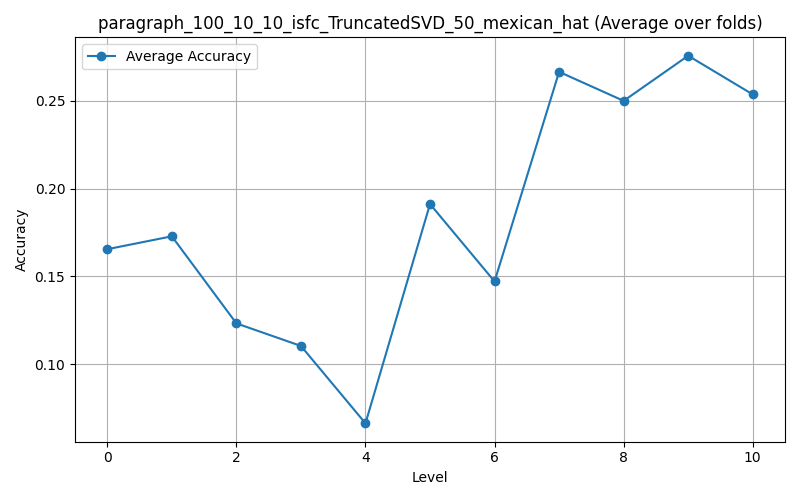 paragraph_100_10_10_isfc_TruncatedSVD_50_mexican_hat (Average over folds)
Average Accuracy
0.25
0.20
0.15
0.10
Accuracy
0 2 4 6 8 10
Level